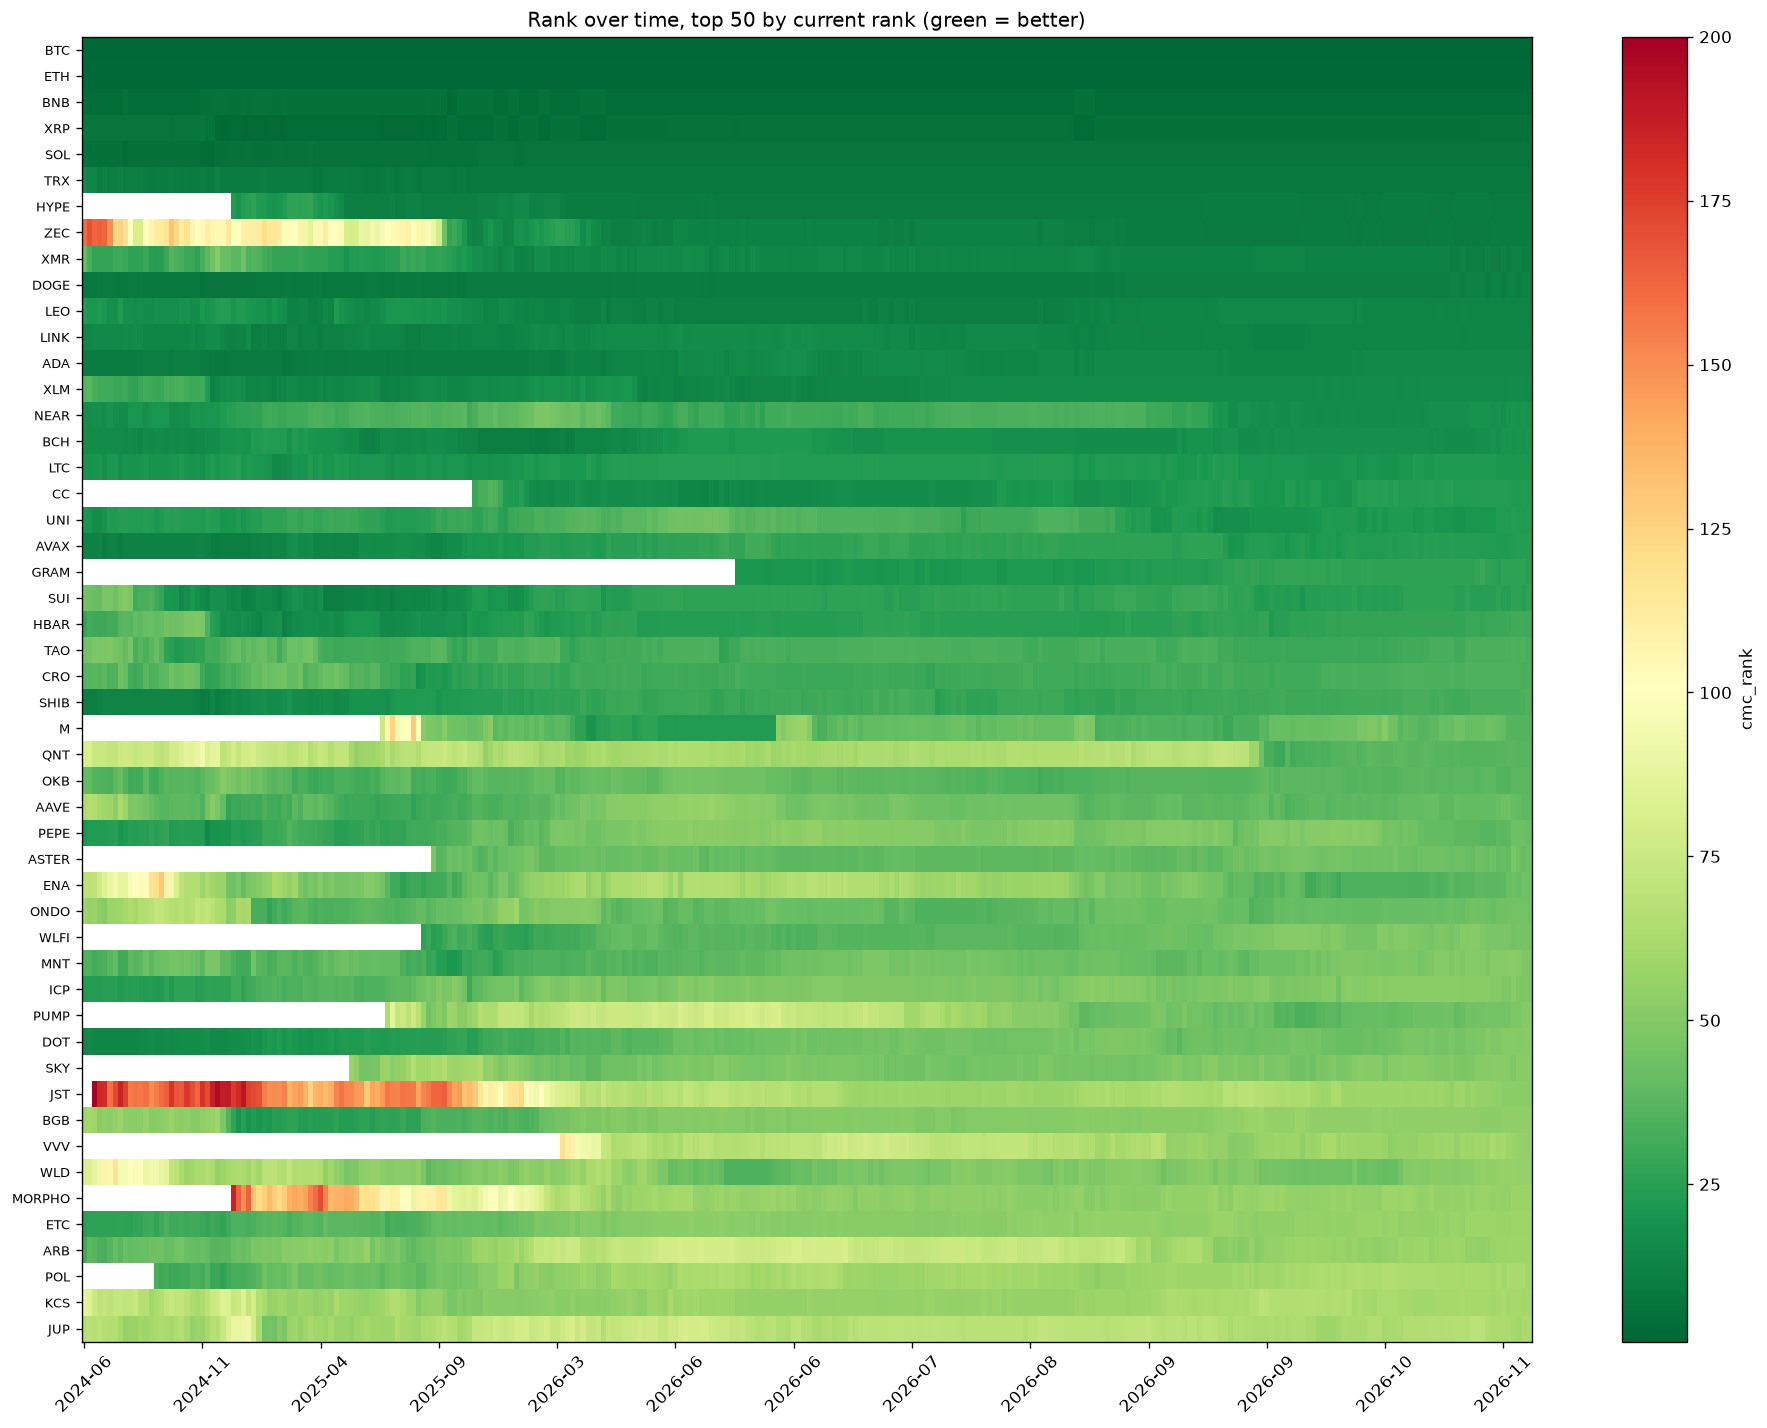 Rank over time, top 50 by current rank (green = better)
BTC
ETH
BNB
XRP
SOL
TRX
HYPE
ZEC
XMR
DOGE
LEO
LINK
ADA
XLM
NEAR
BCH
LTC
CC
UNI
AVAX
GRAM
SUI
HBAR
TAO
CRO
SHIB
M
QNT
OKB
AAVE
PEPE
ASTER
ENA
ONDO
WLFI
MNT
ICP
PUMP
DOT
SKY
JST
BGB
VVV
WLD
MORPHO
ETC
ARB
POL
KCS
JUP
2024-06
2024-11
2025-04
2025-09
2026-03
2026-06
2026-06
2026-07
2026-08
2026-09
2026-09
2026-10
2026-11
200
175
150
125
100
75
50
25
cmc_rank